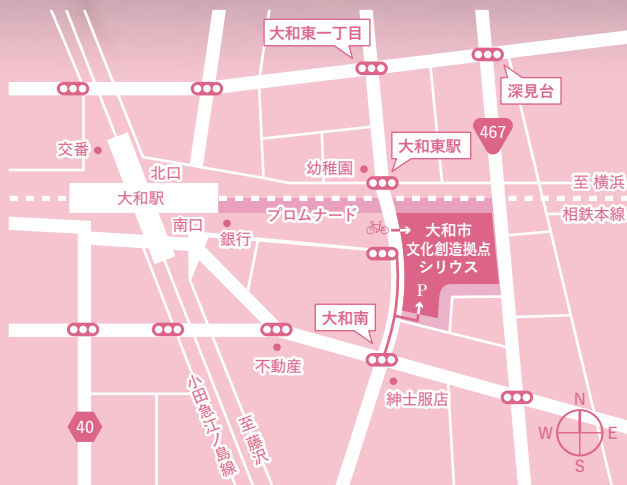 大和東一丁目
深見台
467
大和東駅
交番
北口
幼稚園
大和駅
至 横浜
相鉄本線
プロムナード
南口
銀行
大和市
文化創造拠点
シリウス
P
大和南
不動産
紳士服店
小田急江ノ島線
至 藤沢
40
N
W
E
S